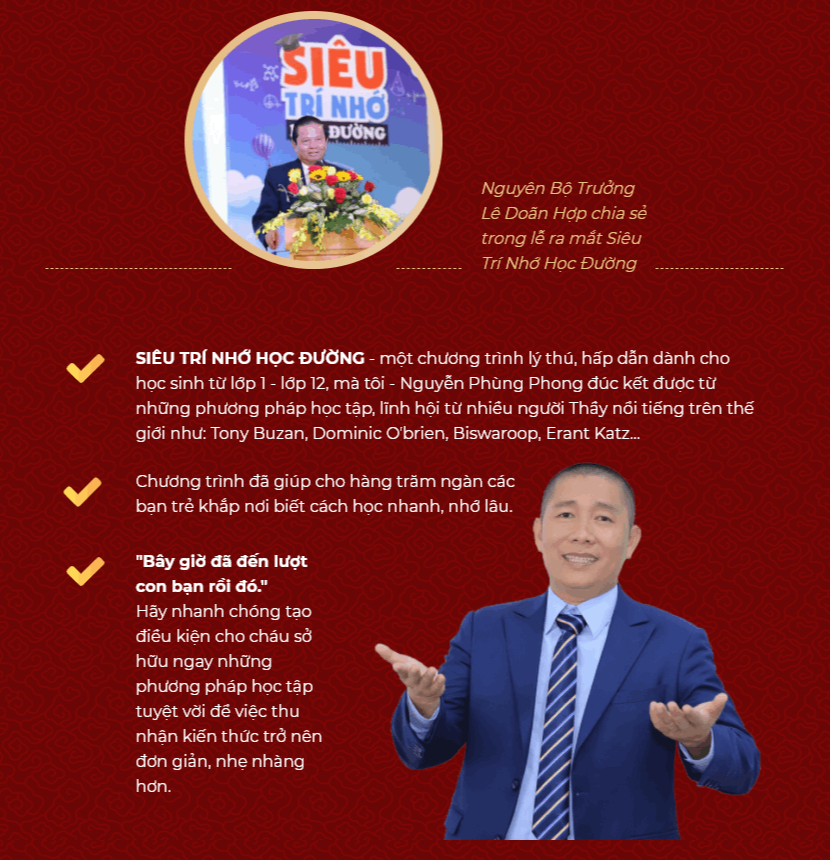 SIÊU
TRÍ NHỚ
ĐƯỜNG
Nguyên Bộ Trưởng
Lê Doãn Hợp chia sẻ
trong lễ ra mắt Siêu
Trí Nhớ Học Đường
SIÊU TRÍ NHỚ HỌC ĐƯỜNG - một chương trình lý thú, hấp dẫn dành cho
học sinh từ lớp 1 - lớp 12, mà tôi - Nguyễn Phùng Phong đúc kết được từ
những phương pháp học tập, lĩnh hội từ nhiều người Thầy nổi tiếng trên thế
giới như: Tony Buzan, Dominic O'brien, Biswaroop, Erant Katz...
Chương trình đã giúp cho hàng trăm ngàn các
bạn trẻ khắp nơi biết cách học nhanh, nhớ lâu.
"Bây giờ đã đến lượt
con bạn rồi đó."
Hãy nhanh chóng tạo
điều kiện cho cháu sở
hữu ngay những
phương pháp học tập
tuyệt vời để việc thu
nhận kiến thức trở nên
đơn giản, nhẹ nhàng
hơn.